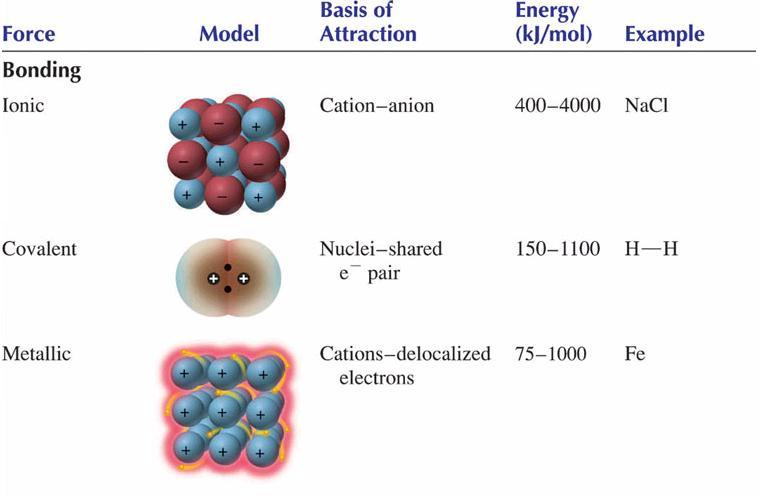 Force Model Basis of Attraction Energy (kJ/mol) Example
Bonding
Ionic Cation–anion 400–4000 NaCl
+ − +
− + −
+ − +
Covalent Nuclei–shared e⁻ pair 150–1100 H—H
+ +
Metallic Cations–delocalized electrons 75–1000 Fe
+ + +
+ + +
+ + +